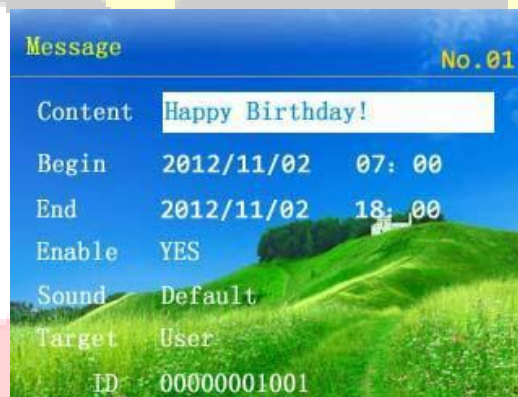 Message
No.01
Content Happy Birthday!
Begin 2012/11/02 07: 00
End 2012/11/02 18: 00
Enable YES
Sound Default
Target User
ID 00000001001